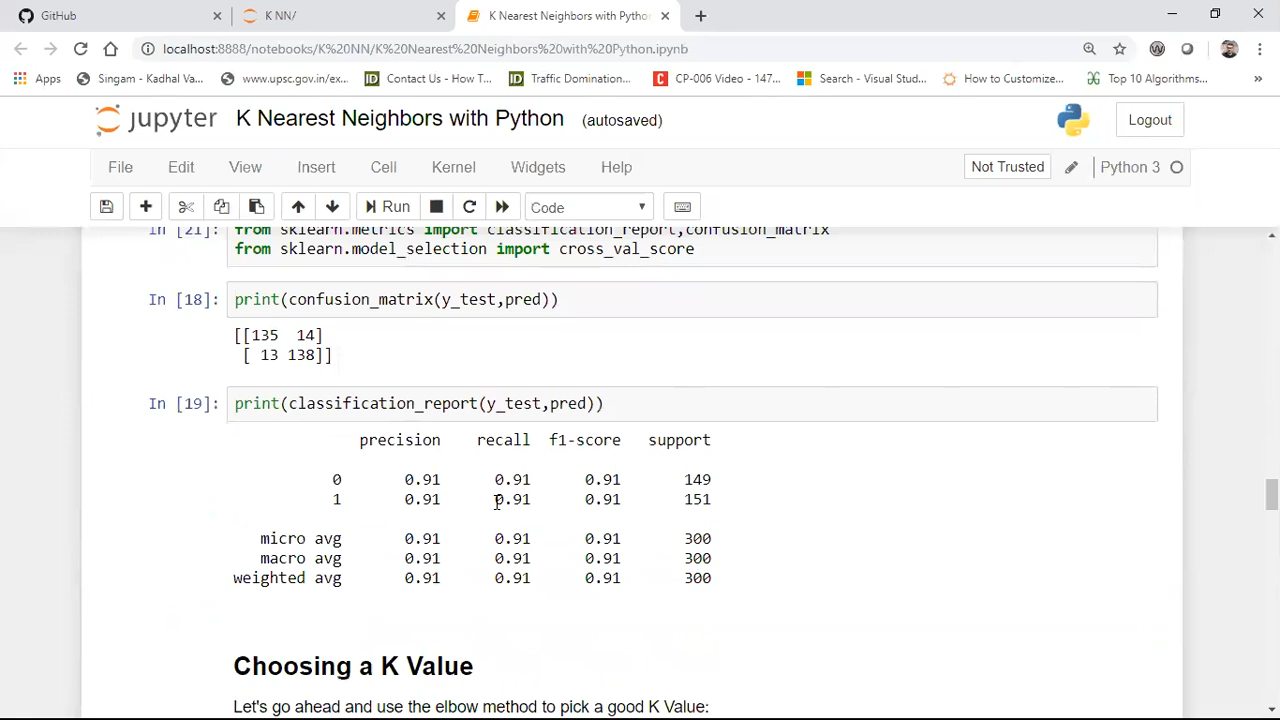 GitHub
K NN/
K Nearest Neighbors with Pythor
localhost:8888/notebooks/K%20NN/K%20Nearest%20Neighbors%20with%20Python.ipynb
Apps
Singam - Kadhal Va...
www.upsc.gov.in/ex...
Contact Us - How T...
Traffic Domination...
CP-006 Video - 147...
Search - Visual Stud...
How to Customize...
Top 10 Algorithms...
»
jupyter K Nearest Neighbors with Python (autosaved)
Logout
File Edit View Insert Cell Kernel Widgets Help
Not Trusted
Python 3
Run
Code
In [21]: from sklearn.metrics import classification_report,confusion_matrix
from sklearn.model_selection import cross_val_score
In [18]: print(confusion_matrix(y_test,pred))
[[135 14]
[ 13 138]]
In [19]: print(classification_report(y_test,pred))
precision recall f1-score support
0 0.91 0.91 0.91 149
1 0.91 0.91 0.91 151
micro avg 0.91 0.91 0.91 300
macro avg 0.91 0.91 0.91 300
weighted avg 0.91 0.91 0.91 300
Choosing a K Value
Let's go ahead and use the elbow method to pick a good K Value: